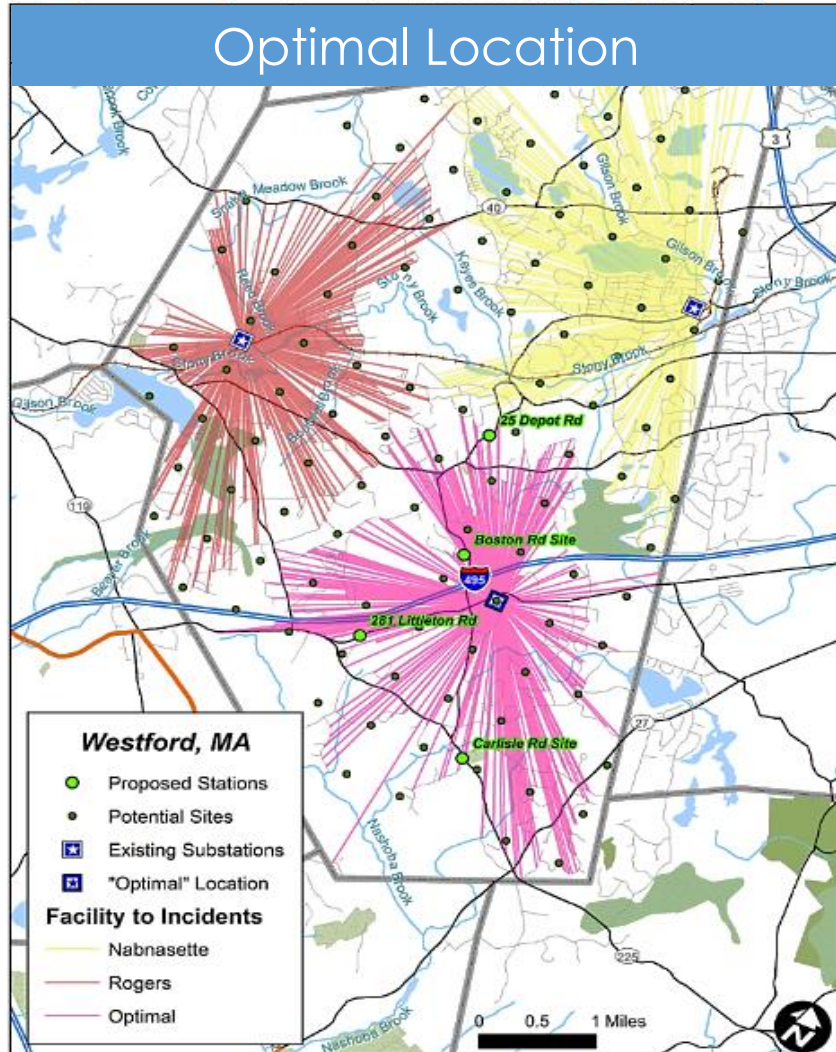 Optimal Location
Meadow Brook
40
3
Gilson Brook
Keyes Brook
Reed Brook
Stony Brook
Gilson Brook
Stony Brook
Stony Brook
Stony Brook
Gilson Brook
25 Depot Rd
119
Beaver Brook
Boston Rd Site
495
281 Littleton Rd
27
Carlisle Rd Site
Nashoba Brook
225
Nashoba Brook
Westford, MA
Proposed Stations
Potential Sites
Existing Substations
"Optimal" Location
Facility to Incidents
Nabnasette
Rogers
Optimal
0 0.5 1 Miles
N